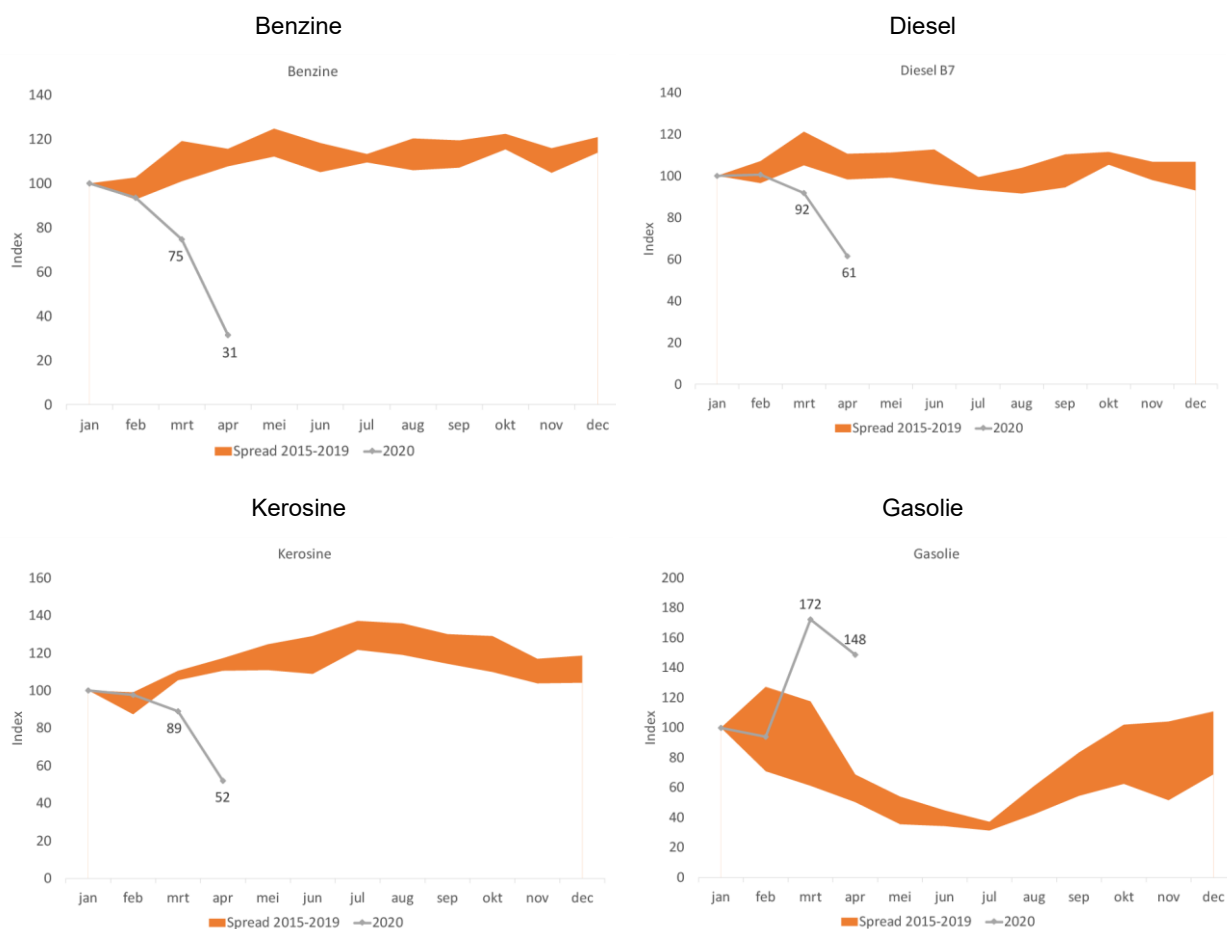 Benzine
Benzine
140
120
100
80
60
40
20
0
Index
75
31
jan feb mrt apr mei jun jul aug sep okt nov dec
Spread 2015-2019 2020
Diesel
Diesel B7
140
120
100
80
60
40
20
0
Index
92
61
jan feb mrt apr mei jun jul aug sep okt nov dec
Spread 2015-2019 2020
Kerosine
Kerosine
160
140
120
100
80
60
40
20
0
Index
89
52
jan feb mrt apr mei jun jul aug sep okt nov dec
Spread 2015-2019 2020
Gasolie
Gasolie
200
180
160
140
120
100
80
60
40
20
0
Index
172
148
jan feb mrt apr mei jun jul aug sep okt nov dec
Spread 2015-2019 2020